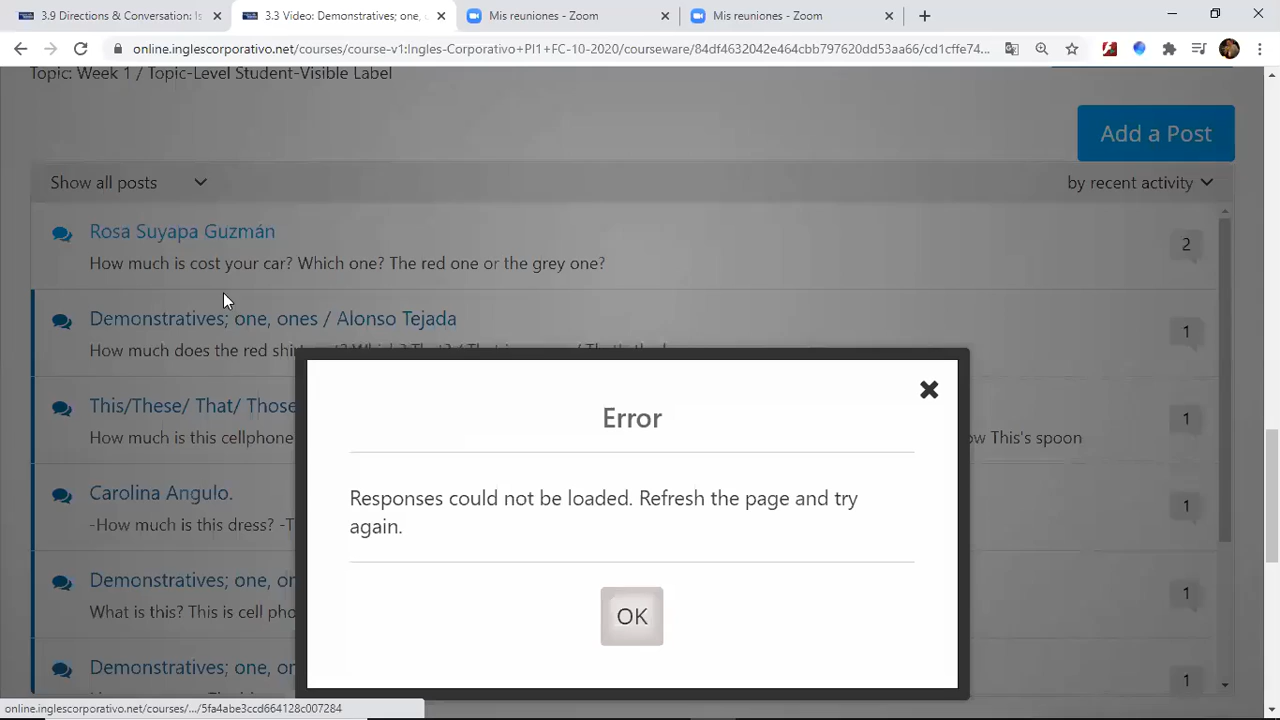 3.9 Directions & Conversation: Is
3.3 Video: Demonstratives; one,
Mis reuniones - Zoom
Mis reuniones - Zoom
online.inglescorporativo.net/courses/course-v1:Ingles-Corporativo+PI1+FC-10-2020/courseware/84df4632042e464cbb797620dd53aa66/cd1cffe74...
Topic: Week 1 / Topic-Level Student-Visible Label
Add a Post
Show all posts
by recent activity
Rosa Suyapa Guzmán
2
How much is cost your car? Which one? The red one or the grey one?
Demonstratives; one, ones / Alonso Tejada
1
How much does the red
This/These/ That/ Those
1
How much is this cellphone
ow This's spoon
Carolina Angulo.
1
-How much is this dress? -T
Demonstratives; one, or
1
What is this? This is cell pho
Demonstratives; one, or
1
Error
Responses could not be loaded. Refresh the page and try
again.
OK
online.inglescorporativo.net/courses/.../5fa4abe3ccd664128c007284